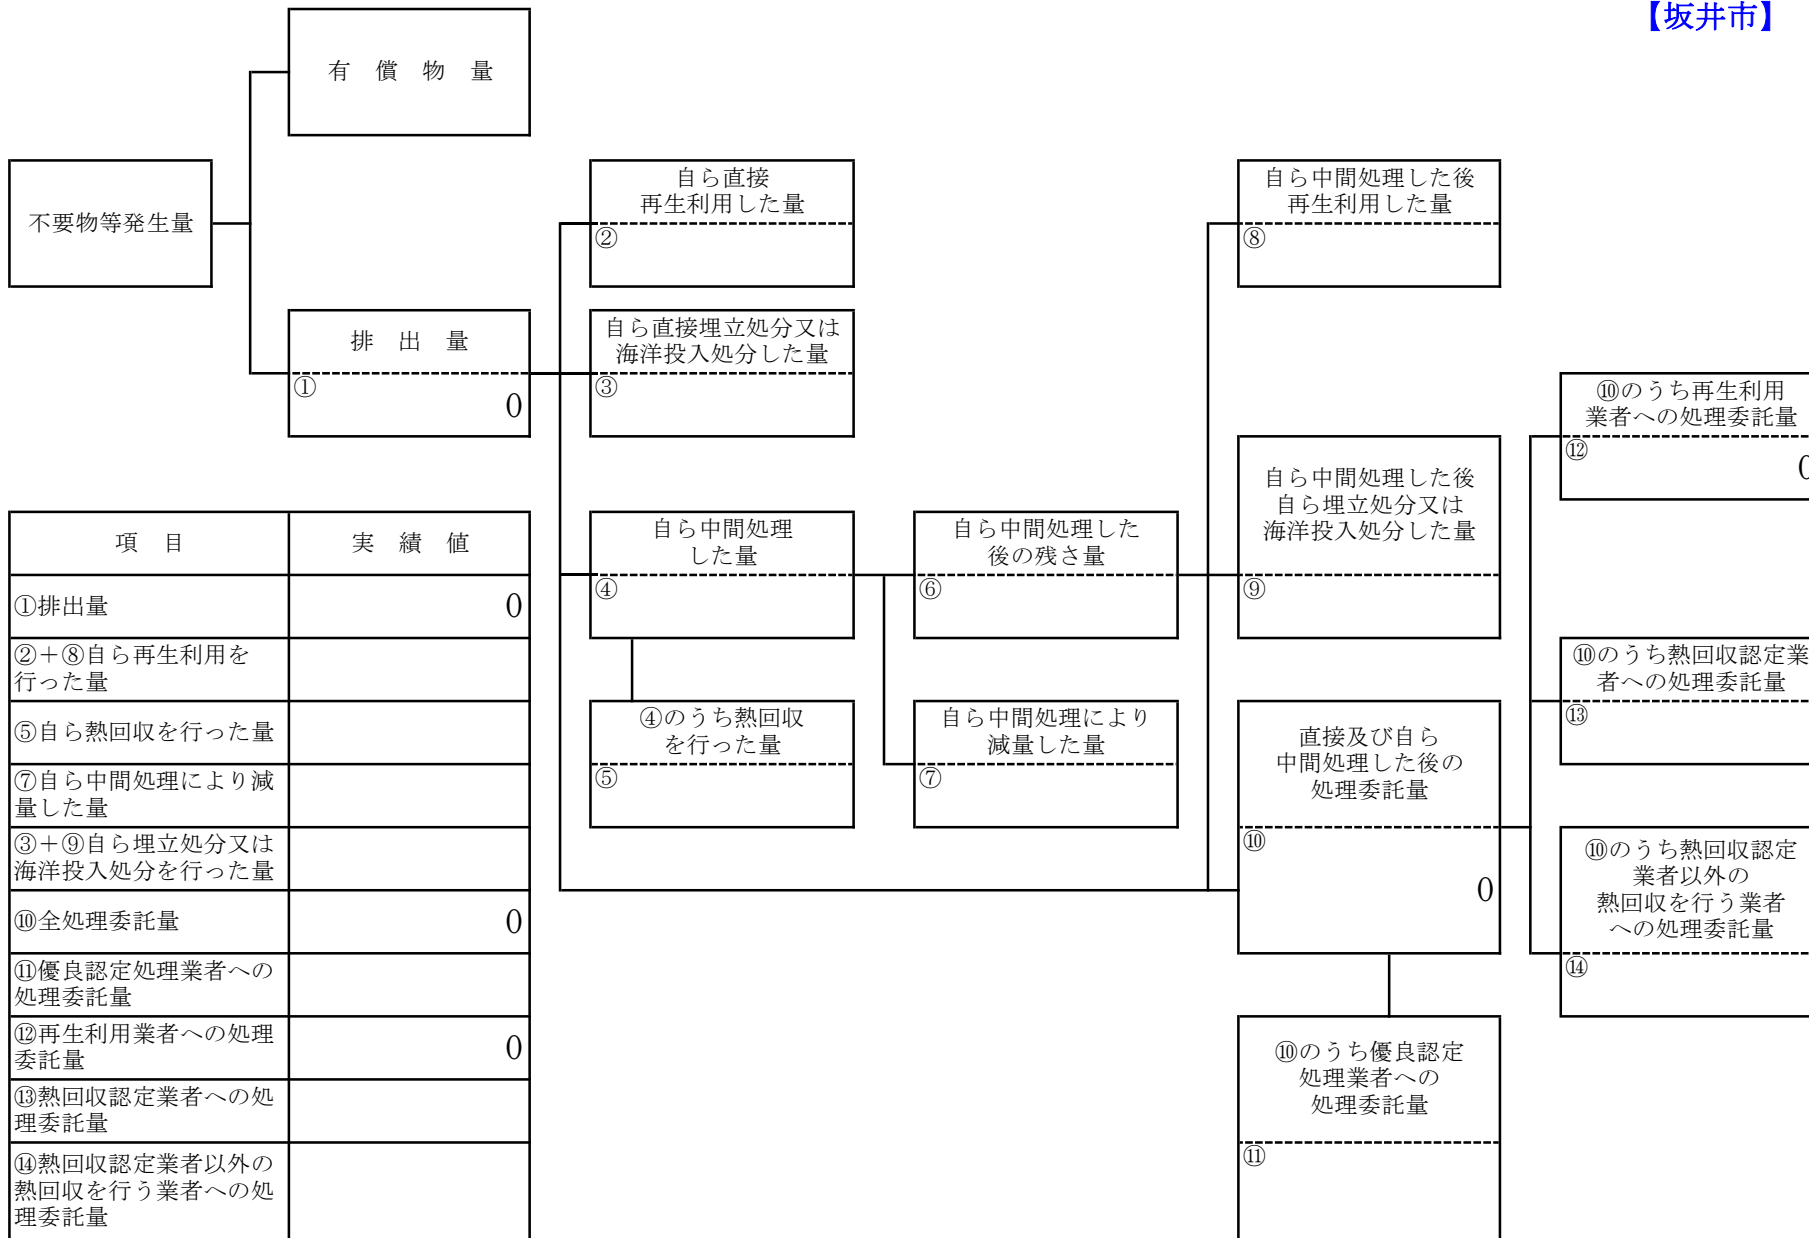 【坂井市】
有　償　物　量
不要物等発生量
自ら直接
再生利用した量
②
自ら中間処理した後
再生利用した量
⑧
排　出　量
①
0
自ら直接埋立処分又は
海洋投入処分した量
③
⑩のうち再生利用
業者への処理委託量
⑫
0
自ら中間処理した後
自ら埋立処分又は
海洋投入処分した量
⑨
自ら中間処理
した量
④
自ら中間処理した
後の残さ量
⑥
⑩のうち熱回収認定業
者への処理委託量
⑬
④のうち熱回収
を行った量
⑤
自ら中間処理により
減量した量
⑦
直接及び自ら
中間処理した後の
処理委託量
⑩
0
⑩のうち熱回収認定
業者以外の
熱回収を行う業者
への処理委託量
⑭
⑩のうち優良認定
処理業者への
処理委託量
⑪
項　目
実　績　値
①排出量
0
②＋⑧自ら再生利用を
行った量
⑤自ら熱回収を行った量
⑦自ら中間処理により減
量した量
③＋⑨自ら埋立処分又は
海洋投入処分を行った量
⑩全処理委託量
0
⑪優良認定処理業者への
処理委託量
⑫再生利用業者への処理
委託量
0
⑬熱回収認定業者への処
理委託量
⑭熱回収認定業者以外の
熱回収を行う業者への処
理委託量